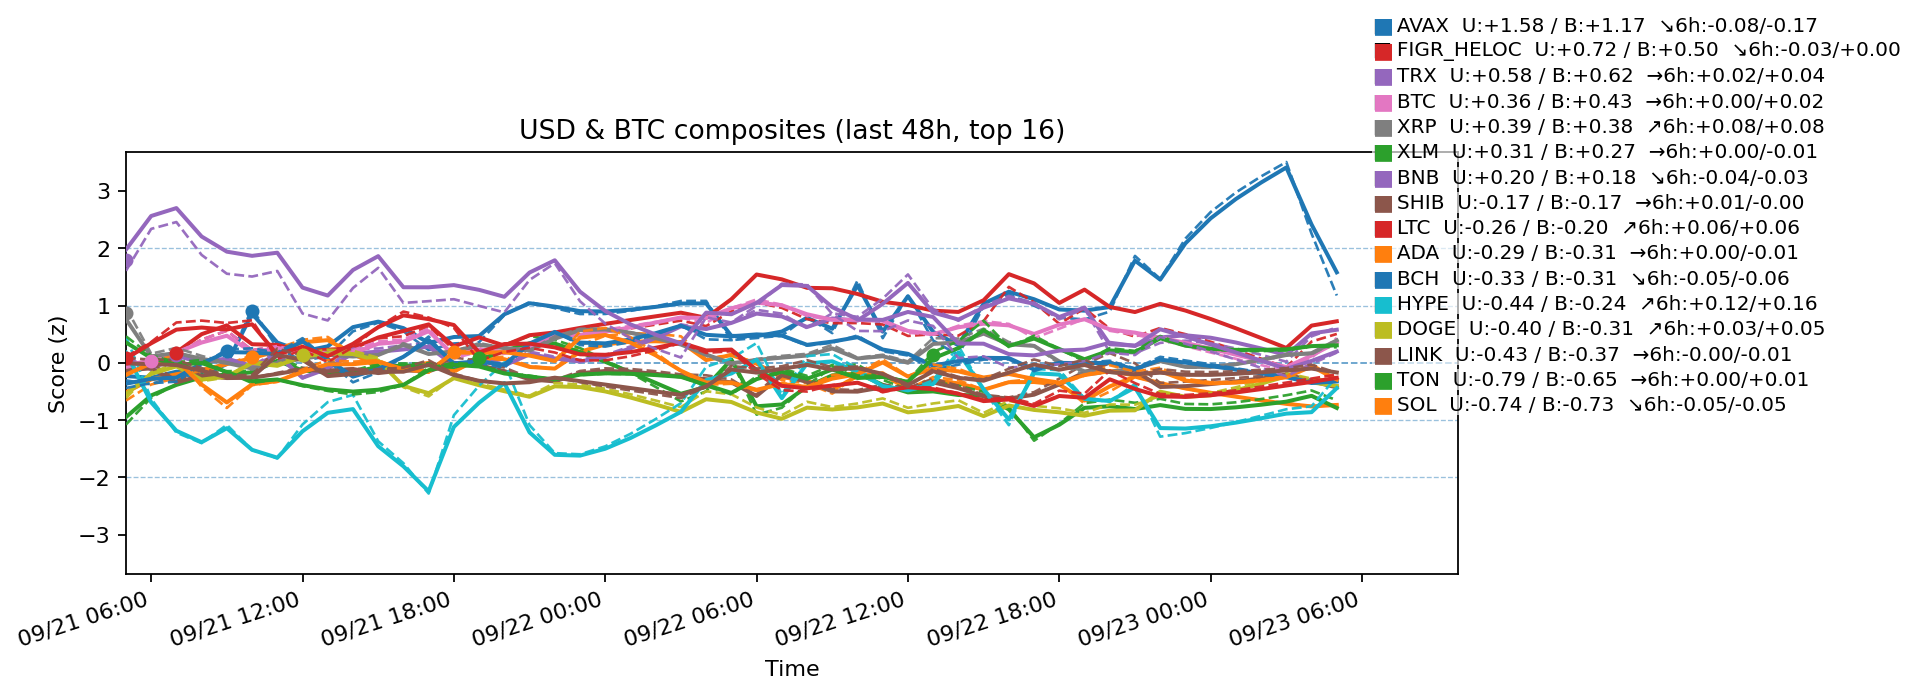 AVAX  U:+1.58 / B:+1.17  ↘6h:-0.08/-0.17
FIGR_HELOC  U:+0.72 / B:+0.50  ↘6h:-0.03/+0.00
TRX  U:+0.58 / B:+0.62  →6h:+0.02/+0.04
BTC  U:+0.36 / B:+0.43  →6h:+0.00/+0.02
XRP  U:+0.39 / B:+0.38  ↗6h:+0.08/+0.08
XLM  U:+0.31 / B:+0.27  →6h:+0.00/-0.01
BNB  U:+0.20 / B:+0.18  ↘6h:-0.04/-0.03
SHIB  U:-0.17 / B:-0.17  →6h:+0.01/-0.00
LTC  U:-0.26 / B:-0.20  ↗6h:+0.06/+0.06
ADA  U:-0.29 / B:-0.31  →6h:+0.00/-0.01
BCH  U:-0.33 / B:-0.31  ↘6h:-0.05/-0.06
HYPE  U:-0.44 / B:-0.24  ↗6h:+0.12/+0.16
DOGE  U:-0.40 / B:-0.31  ↗6h:+0.03/+0.05
LINK  U:-0.43 / B:-0.37  →6h:-0.00/-0.01
TON  U:-0.79 / B:-0.65  →6h:+0.00/+0.01
SOL  U:-0.74 / B:-0.73  ↘6h:-0.05/-0.05
USD & BTC composites (last 48h, top 16)
Score (z)
3
2
1
0
−1
−2
−3
09/21 06:00
09/21 12:00
09/21 18:00
09/22 00:00
09/22 06:00
09/22 12:00
09/22 18:00
09/23 00:00
09/23 06:00
Time